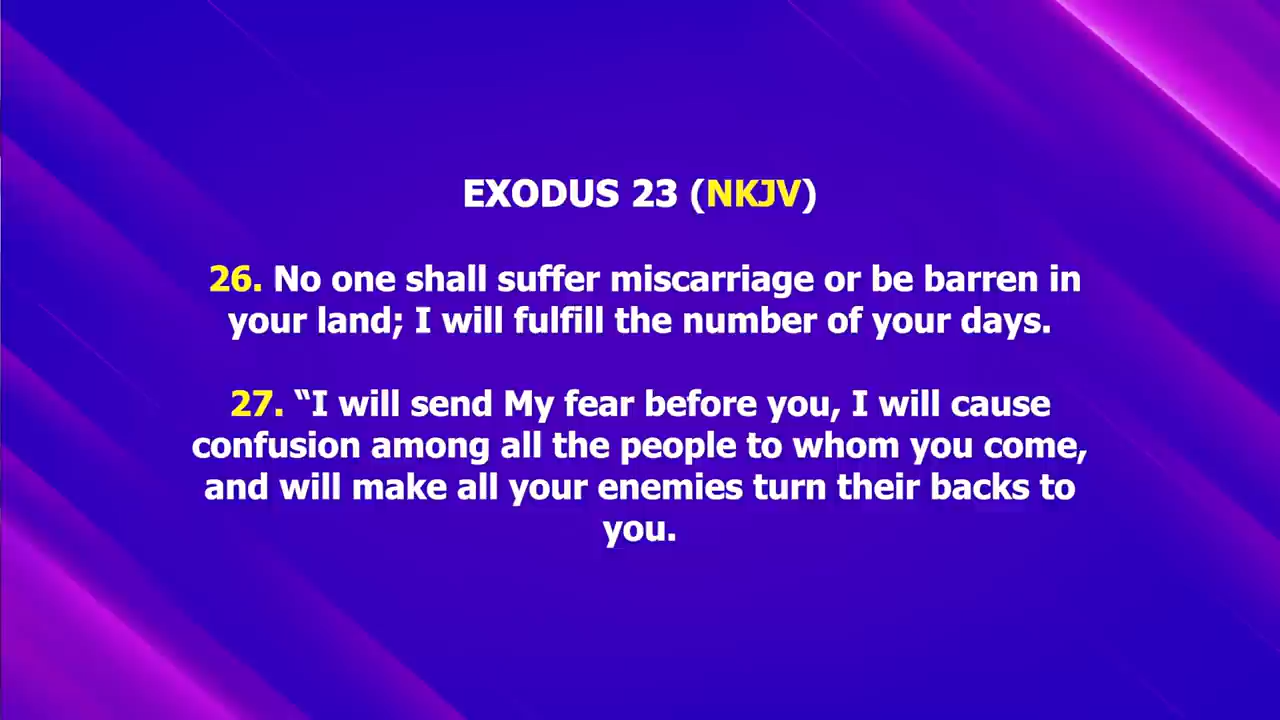 EXODUS 23 (NKJV)
26. No one shall suffer miscarriage or be barren in
your land; I will fulfill the number of your days.
27. “I will send My fear before you, I will cause
confusion among all the people to whom you come,
and will make all your enemies turn their backs to
you.